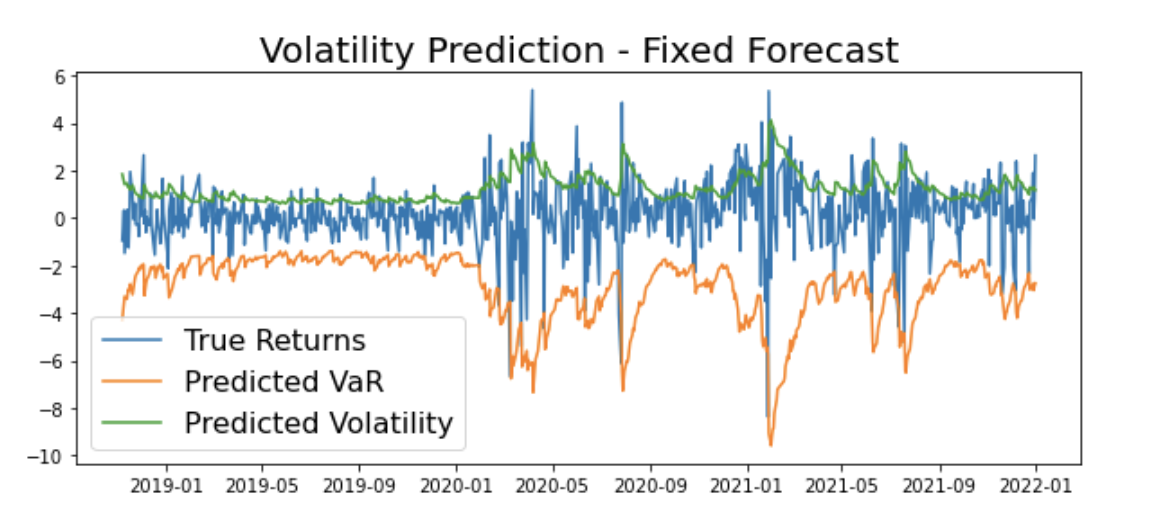 Volatility Prediction - Fixed Forecast
6
4
2
0
−2
−4
−6
−8
−10
True Returns
Predicted VaR
Predicted Volatility
2019-01 2019-05 2019-09 2020-01 2020-05 2020-09 2021-01 2021-05 2021-09 2022-01